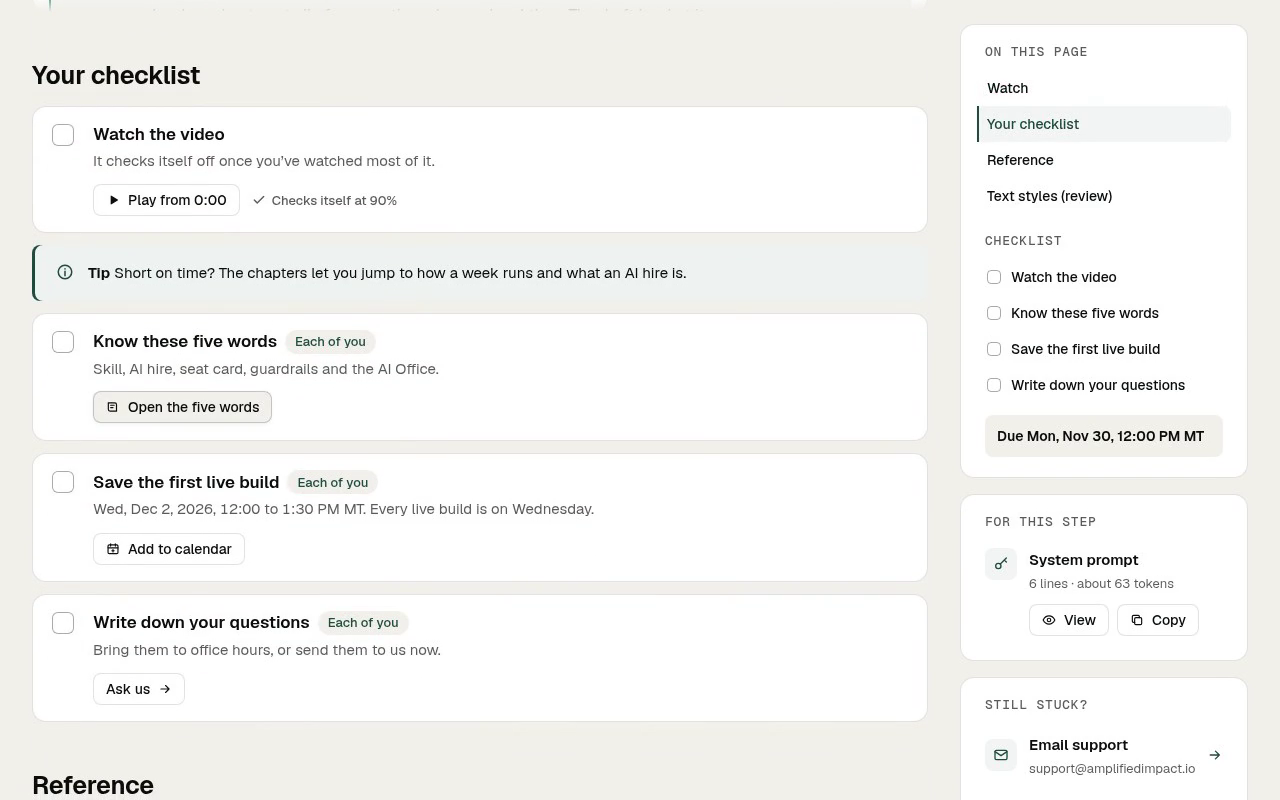 Your checklist
Watch the video
It checks itself off once you've watched most of it.
Play from 0:00
Checks itself at 90%
Tip Short on time? The chapters let you jump to how a week runs and what an AI hire is.
Know these five words
Each of you
Skill, AI hire, seat card, guardrails and the AI Office.
Open the five words
Save the first live build
Each of you
Wed, Dec 2, 2026, 12:00 to 1:30 PM MT. Every live build is on Wednesday.
Add to calendar
Write down your questions
Each of you
Bring them to office hours, or send them to us now.
Ask us
Reference
ON THIS PAGE
Watch
Your checklist
Reference
Text styles (review)
CHECKLIST
Watch the video
Know these five words
Save the first live build
Write down your questions
Due Mon, Nov 30, 12:00 PM MT
FOR THIS STEP
System prompt
6 lines · about 63 tokens
View
Copy
STILL STUCK?
Email support
support@amplifiedimpact.io